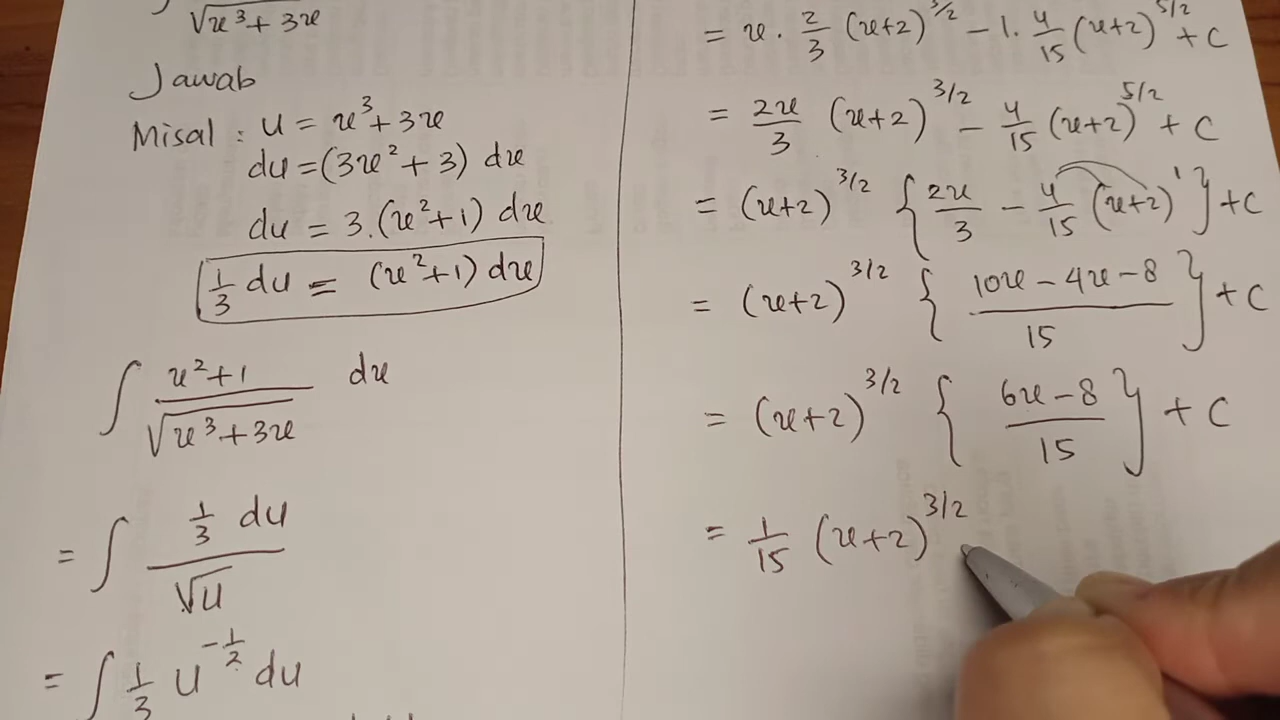 ∫ / √x³+3x
Jawab
Misal : u = x³+3x
du = (3x²+3) dx
du = 3.(x²+1) dx
1/3 du = (x²+1) dx
∫ x²+1 / √x³+3x dx
= ∫ 1/3 du / √u
= ∫ 1/3 u^-1/2 du
= x . 2/3 (x+2)^3/2 - 1. 4/15 (x+2)^5/2 + C
= 2x/3 (x+2)^3/2 - 4/15 (x+2)^5/2 + C
= (x+2)^3/2 { 2x/3 - 4/15 (x+2)^1 } + C
= (x+2)^3/2 { 10x - 4x - 8 / 15 } + C
= (x+2)^3/2 { 6x - 8 / 15 } + C
= 1/15 (x+2)^3/2